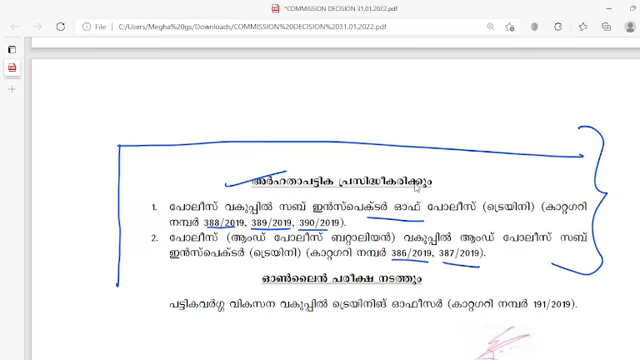 *COMMISSION DECISION 31.01.2022.pdf
File | C:/Users/Megha%20gs/Downloads/COMMISSION%20DECISION%2031.01.2022.pdf
അർഹതാപട്ടിക പ്രസിദ്ധീകരിക്കും
1. പോലീസ് വകുപ്പിൽ സബ് ഇൻസ്പെക്ടർ ഓഫ് പോലീസ് (ട്രെയിനി) (കാറ്റഗറി
നമ്പർ 388/2019, 389/2019, 390/2019).
2. പോലീസ് (ആംഡ് പോലീസ് ബറ്റാലിയൻ) വകുപ്പിൽ ആംഡ് പോലീസ് സബ്
ഇൻസ്പെക്ടർ (ട്രെയിനി) (കാറ്റഗറി നമ്പർ 386/2019, 387/2019).
ഓൺലൈൻ പരീക്ഷ നടത്തും
പട്ടികവർഗ്ഗ വികസന വകുപ്പിൽ ട്രെയിനിങ് ഓഫീസർ (കാറ്റഗറി നമ്പർ 191/2019).